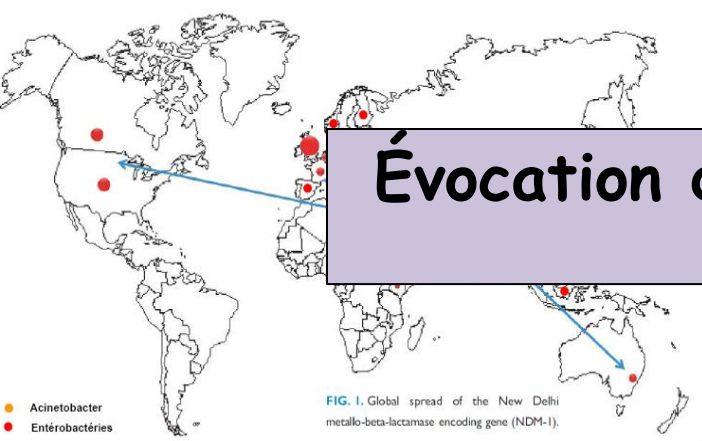 Évocation
FIG. 1. Global spread of the New Delhi
metallo-beta-lactamase encoding gene (NDM-1).
Acinetobacter
Entérobactéries